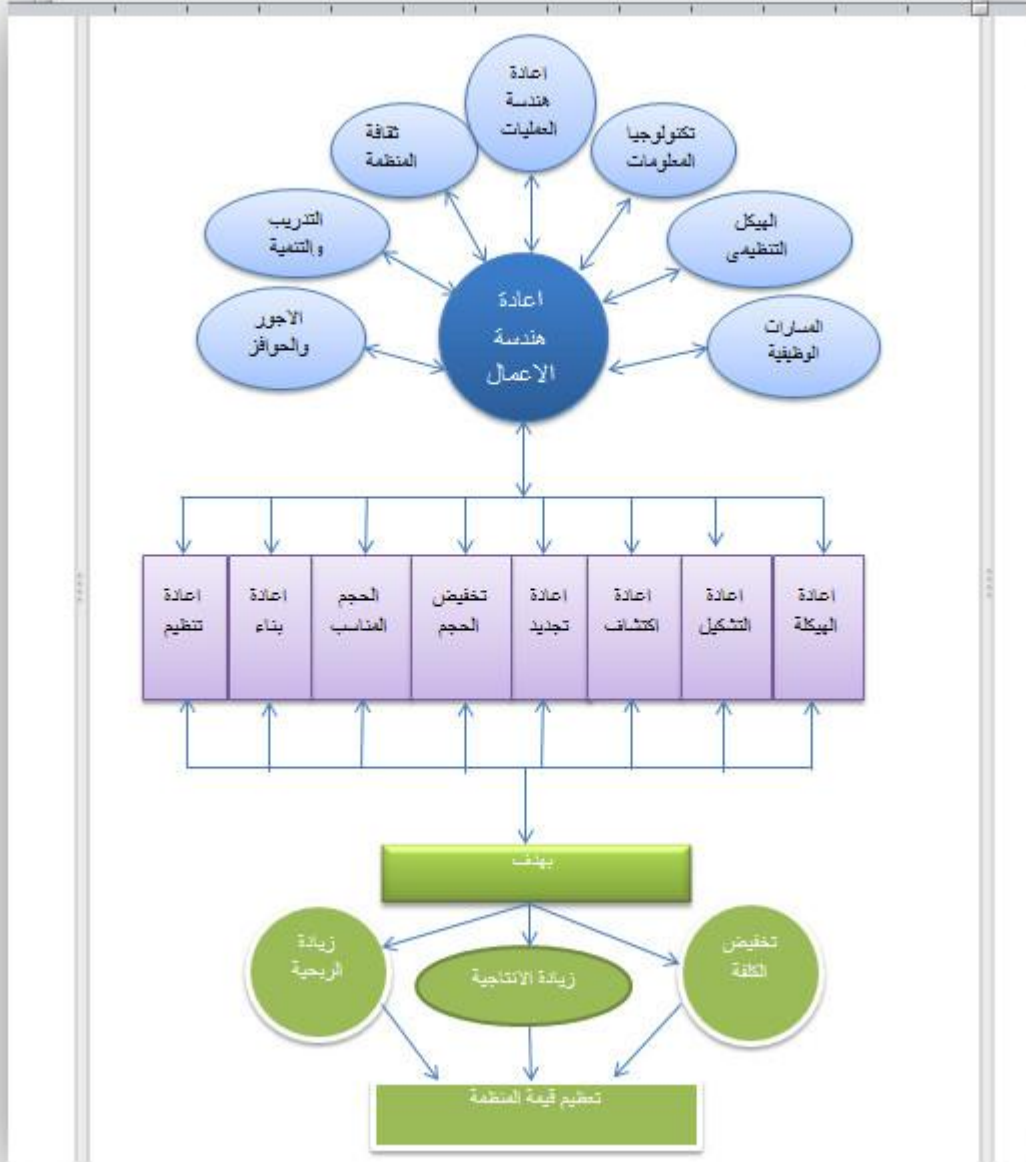 اعادة
هندسة
العمليات
تكنولوجيا
المعلومات
ثقافة
المنظمة
الهيكل
التنظيمى
التدريب
والتنمية
المسارات
الوظيفية
الاجور
والحوافز
اعادة
هندسة
الاعمال
اعادة
الهيكلة
اعادة
التشكيل
اعادة
اكتشاف
اعادة
تجديد
تخفيض
الحجم
الحجم
المناسب
اعادة
بناء
اعادة
تنظيم
بهدف
تخفيض
الكلفة
زيادة الانتاجية
زيادة
الربحية
تعظيم قيمة المنظمة